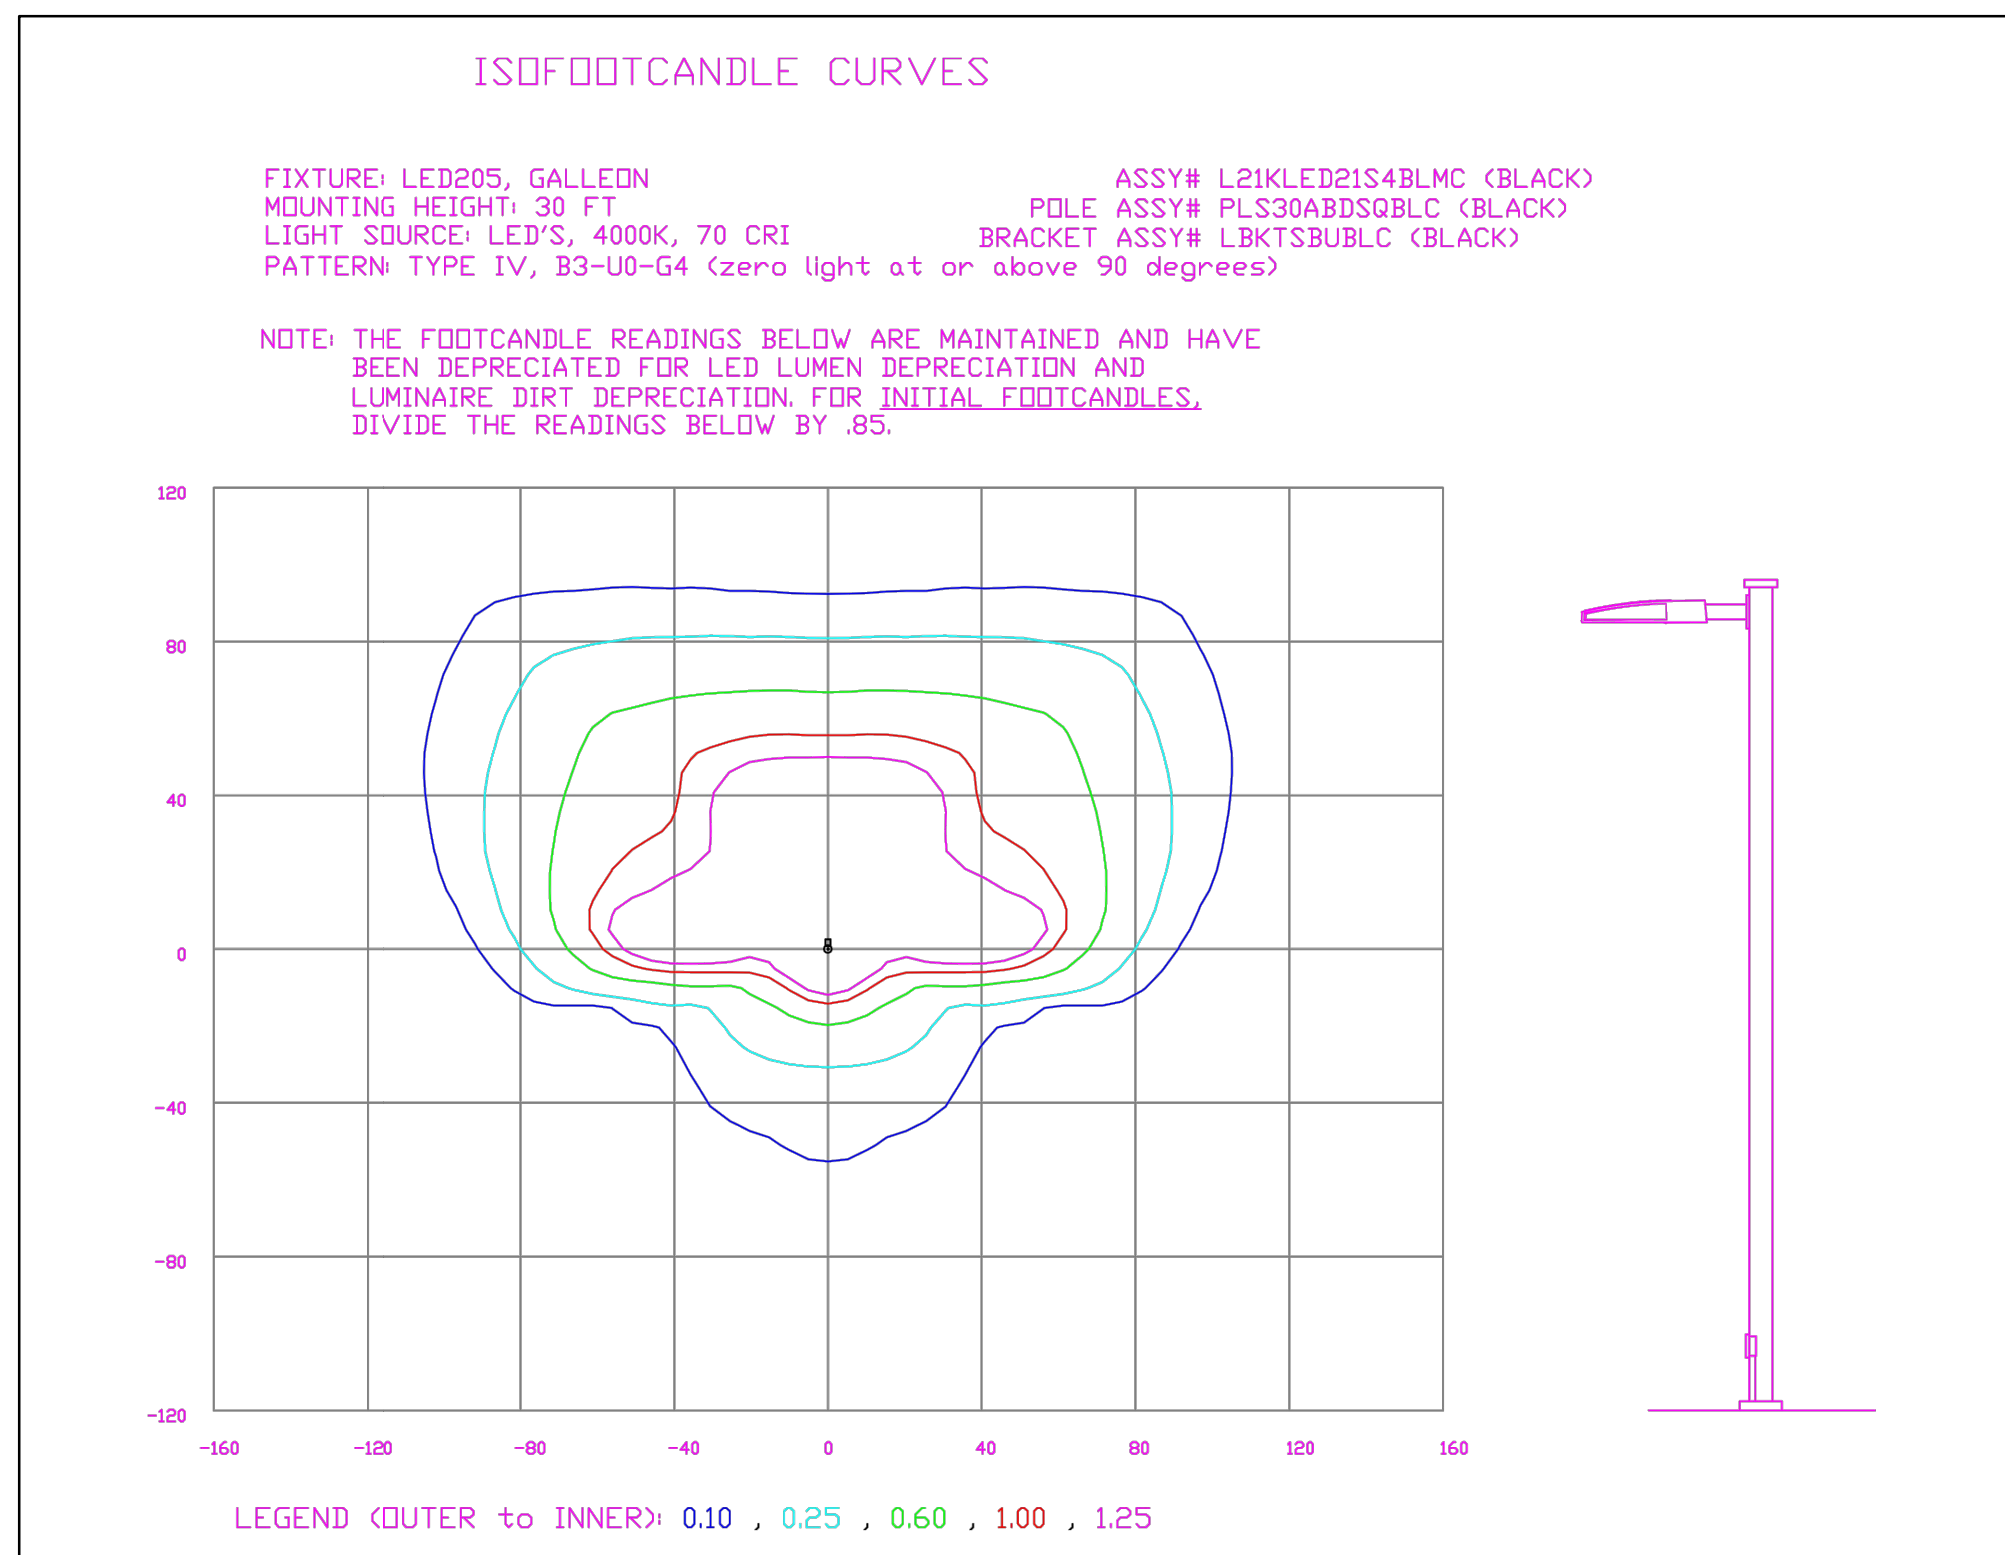 ISOFOOTCANDLE CURVES
FIXTURE: LED205, GALLEON
MOUNTING HEIGHT: 30 FT
LIGHT SOURCE: LED'S, 4000K, 70 CRI
PATTERN: TYPE IV, B3-U0-G4 (zero light at or above 90 degrees)
ASSY# L21KLED21S4BLMC (BLACK)
POLE ASSY# PLS30ABDSQBLC (BLACK)
BRACKET ASSY# LBKTSBUBLC (BLACK)
NOTE: THE FOOTCANDLE READINGS BELOW ARE MAINTAINED AND HAVE
BEEN DEPRECIATED FOR LED LUMEN DEPRECIATION AND
LUMINAIRE DIRT DEPRECIATION. FOR INITIAL FOOTCANDLES,
DIVIDE THE READINGS BELOW BY .85.
120
80
40
0
-40
-80
-120
-160 -120 -80 -40 0 40 80 120 160
LEGEND (OUTER to INNER): 0.10 , 0.25 , 0.60 , 1.00 , 1.25